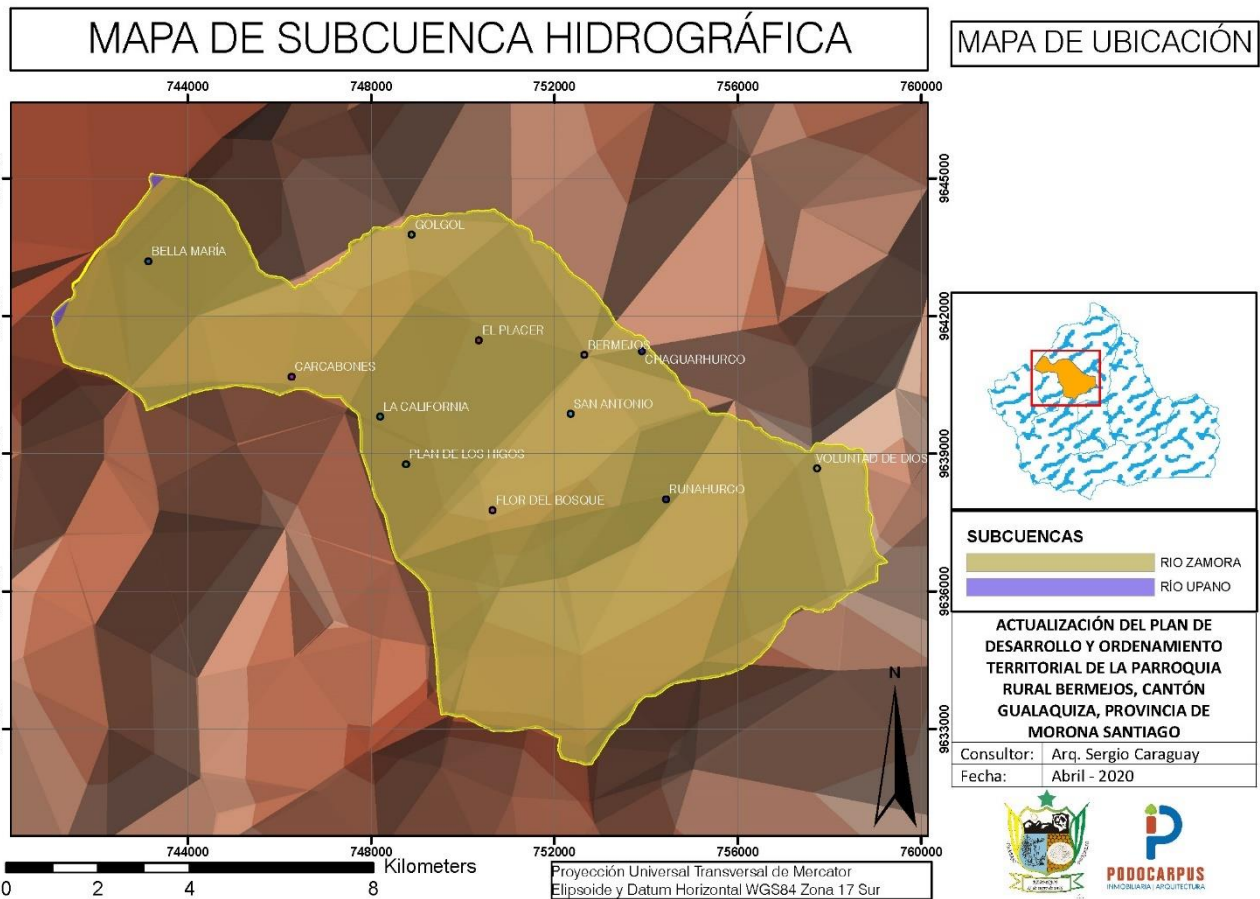 MAPA DE SUBCUENCA HIDROGRÁFICA
MAPA DE UBICACIÓN
744000
748000
752000
756000
760000
9645000
9642000
9639000
9636000
9633000
BELLA MARÍA
GOLGOL
EL PLACER
BERMEJOS
CHAGUARHURCO
CARCABONES
LA CALIFORNIA
SAN ANTONIO
PLAN DE LOS HIGOS
VOLUNTAD DE DIOS
RUNAHURCO
FLOR DEL BOSQUE
N
744000
748000
752000
756000
760000
Kilometers
0 2 4 8
Proyección Universal Transversal de Mercator
Elipsoide y Datum Horizontal WGS84 Zona 17 Sur
SUBCUENCAS
RIO ZAMORA
RÍO UPANO
ACTUALIZACIÓN DEL PLAN DE
DESARROLLO Y ORDENAMIENTO
TERRITORIAL DE LA PARROQUIA
RURAL BERMEJOS, CANTÓN
GUALAQUIZA, PROVINCIA DE
MORONA SANTIAGO
Consultor: Arq. Sergio Caraguay
Fecha: Abril - 2020
PODOCARPUS
INMOBILIARIA | ARQUITECTURA